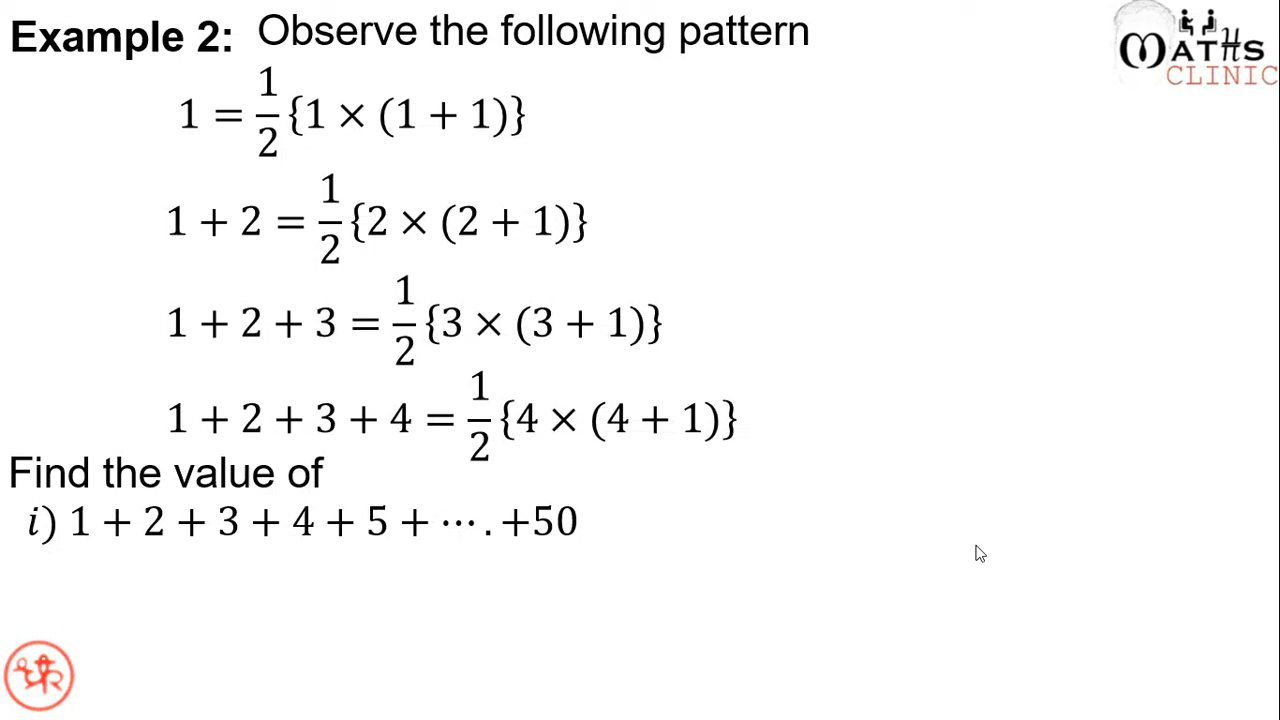 Example 2: Observe the following pattern
MATHS
CLINIC
1 = 1/2 {1 × (1 + 1)}
1 + 2 = 1/2 {2 × (2 + 1)}
1 + 2 + 3 = 1/2 {3 × (3 + 1)}
1 + 2 + 3 + 4 = 1/2 {4 × (4 + 1)}
Find the value of
i) 1 + 2 + 3 + 4 + 5 + ⋯ . +50